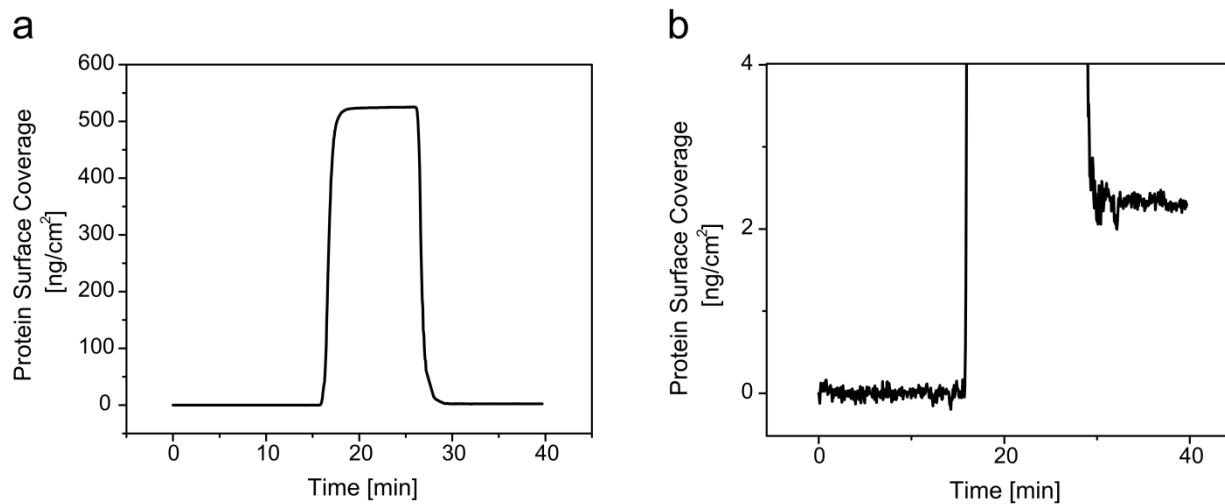 a
600
500
400
300
200
100
0
Protein Surface Coverage
[ng/cm²]
0 10 20 30 40
Time [min]
b
4
2
0
Protein Surface Coverage
[ng/cm²]
0 20 40
Time [min]